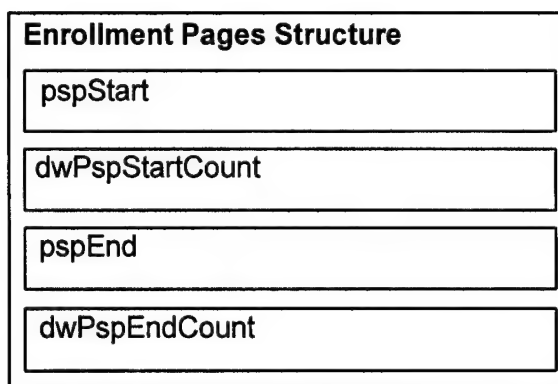 Enrollment Pages Structure
pspStart
dwPspStartCount
pspEnd
dwPspEndCount